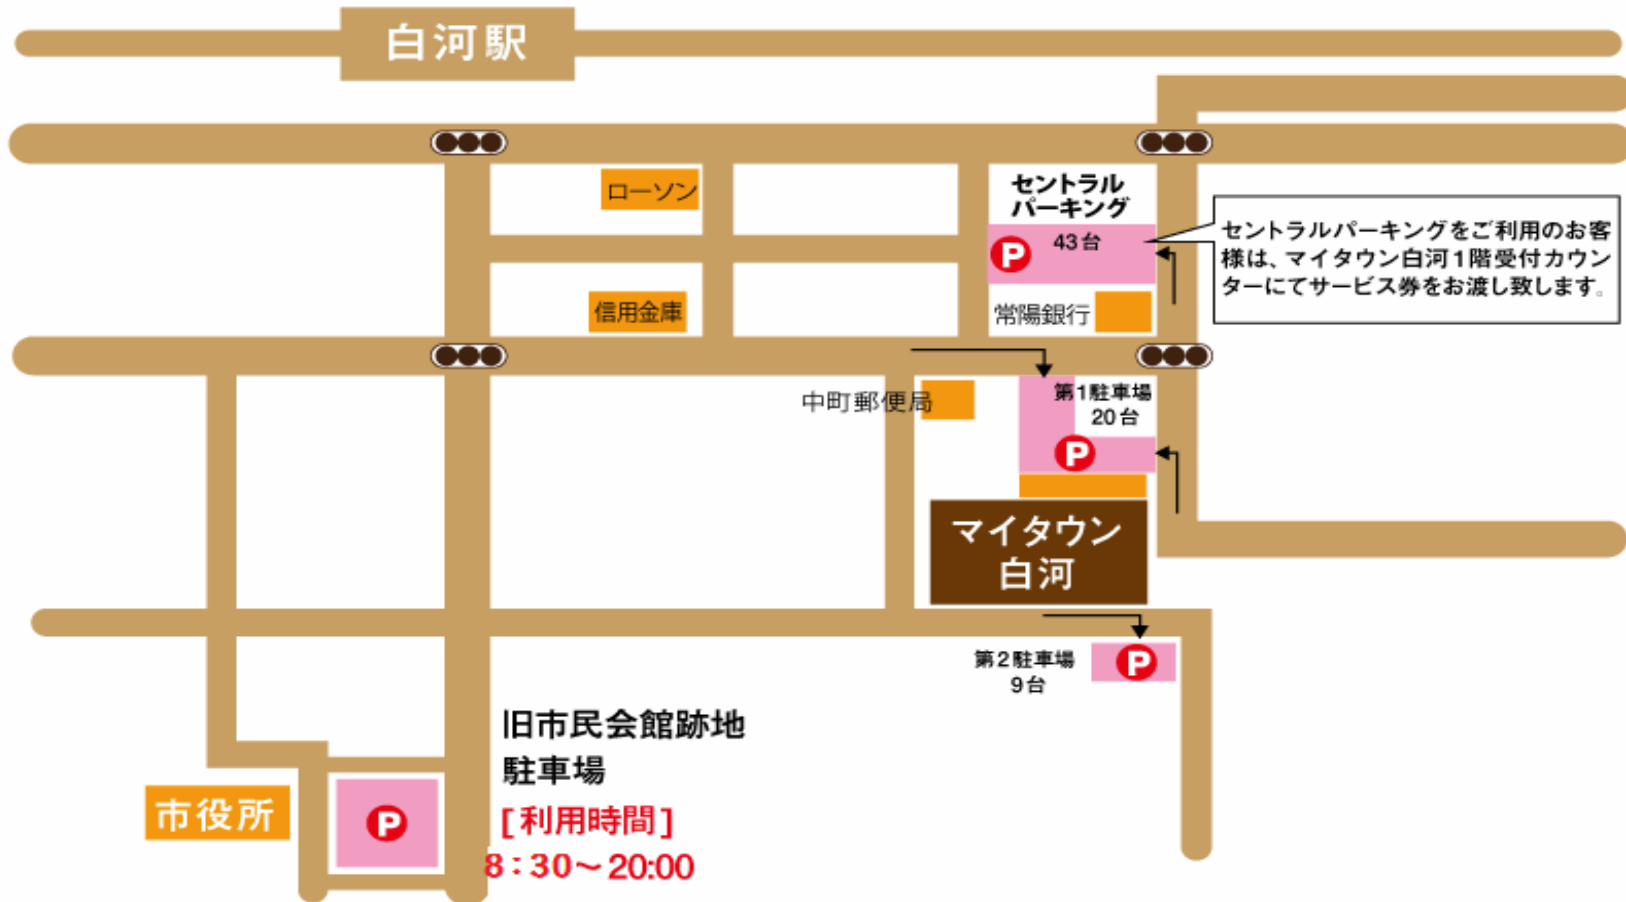 白河駅
ローソン
セントラル
パーキング
P
43台
セントラルパーキングをご利用のお客
様は、マイタウン白河1階受付カウン
ターにてサービス券をお渡し致します。
信用金庫
常陽銀行
中町郵便局
第1駐車場
20台
P
マイタウン
白河
第2駐車場
9台
P
旧市民会館跡地
駐車場
[利用時間]
8：30～20:00
市役所
P